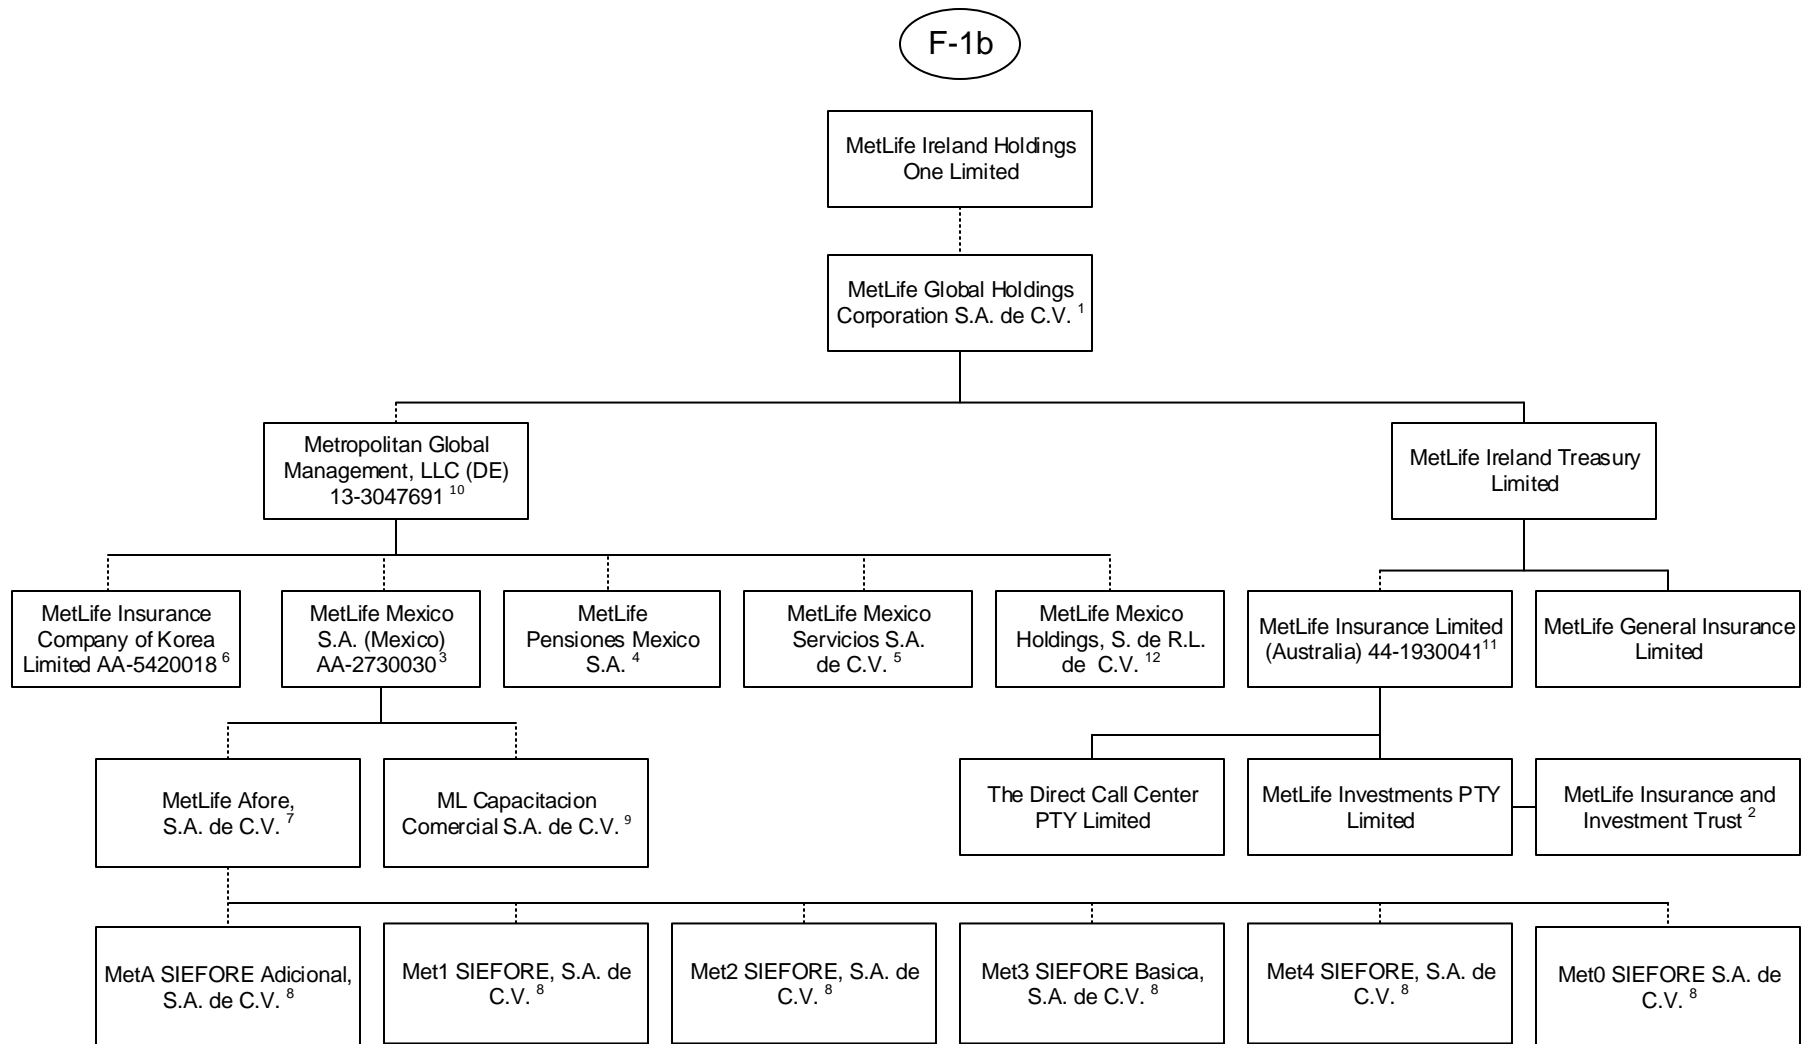 F-1b
MetLife Ireland Holdings
One Limited
MetLife Global Holdings
Corporation S.A. de C.V. 1
Metropolitan Global
Management, LLC (DE)
13-3047691 10
MetLife Ireland Treasury
Limited
MetLife Insurance
Company of Korea
Limited AA-5420018 6
MetLife Mexico
S.A. (Mexico)
AA-2730030 3
MetLife
Pensiones Mexico
S.A. 4
MetLife Mexico
Servicios S.A.
de C.V. 5
MetLife Mexico
Holdings, S. de R.L.
de C.V. 12
MetLife Insurance Limited
(Australia) 44-1930041 11
MetLife General Insurance
Limited
MetLife Afore,
S.A. de C.V. 7
ML Capacitacion
Comercial S.A. de C.V. 9
The Direct Call Center
PTY Limited
MetLife Investments PTY
Limited
MetLife Insurance and
Investment Trust 2
MetA SIEFORE Adicional,
S.A. de C.V. 8
Met1 SIEFORE, S.A. de
C.V. 8
Met2 SIEFORE, S.A. de
C.V. 8
Met3 SIEFORE Basica,
S.A. de C.V. 8
Met4 SIEFORE, S.A. de
C.V. 8
Met0 SIEFORE S.A. de
C.V. 8